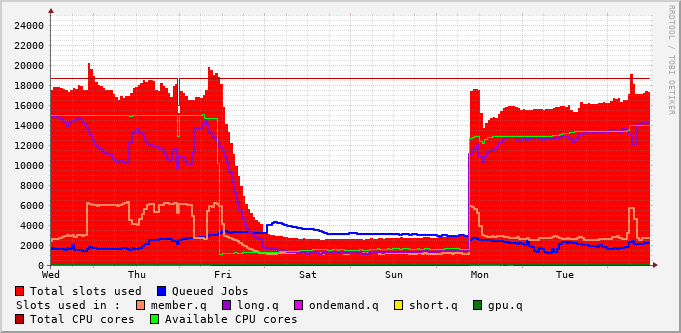 RRDTOOL / TOBI OETIKER
24000
22000
20000
18000
16000
14000
12000
10000
8000
6000
4000
2000
0
Wed Thu Fri Sat Sun Mon Tue
Total slots used Queued Jobs
Slots used in : member.q long.q ondemand.q short.q gpu.q
Total CPU cores Available CPU cores